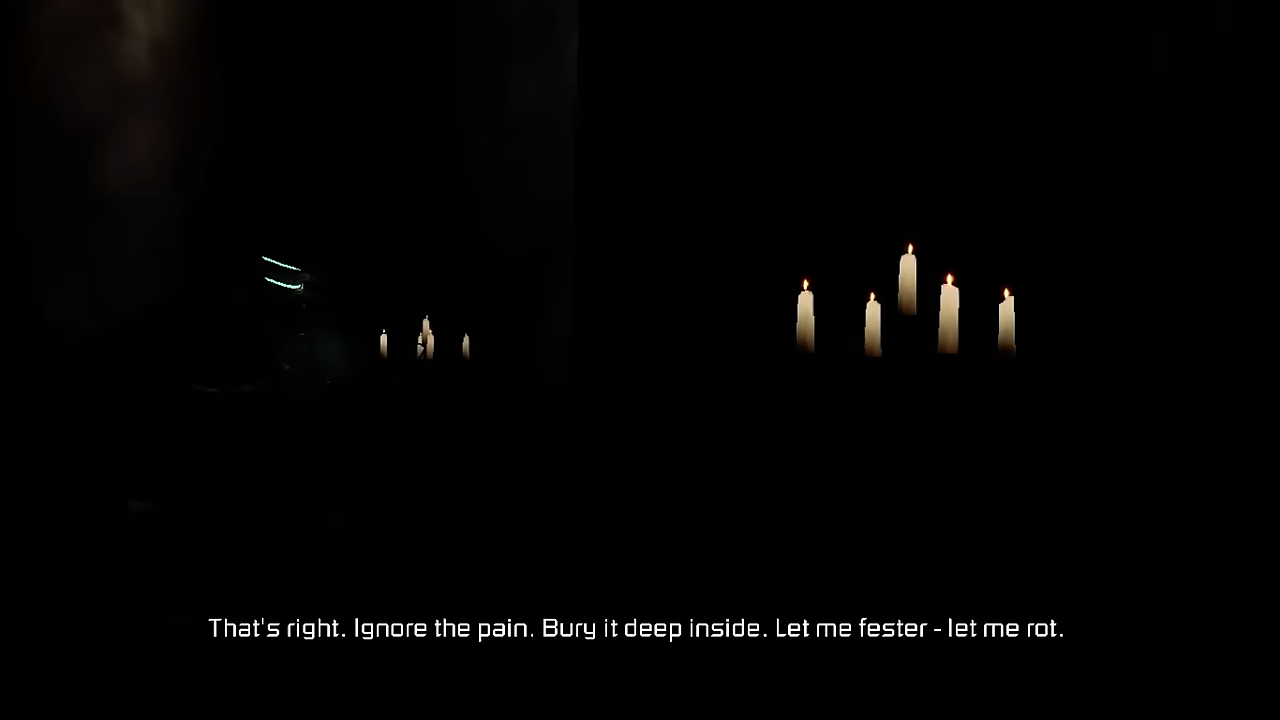 That's right. Ignore the pain. Bury it deep inside. Let me fester - let me rot.